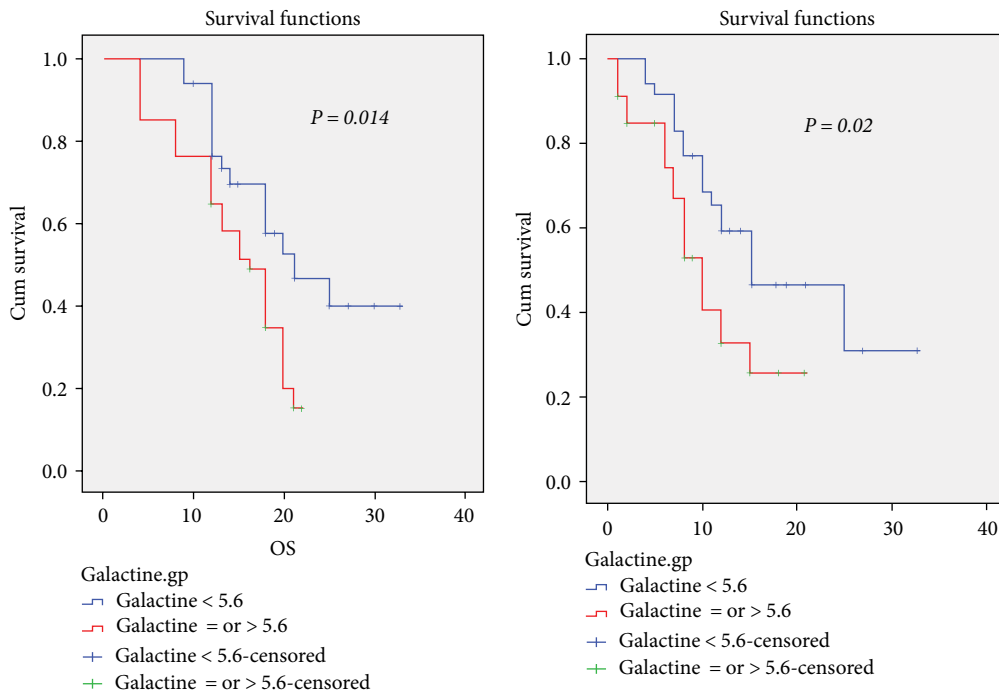 Survival functions
P = 0.014
Cum survival
1.0
0.8
0.6
0.4
0.2
0.0
0 10 20 30 40
OS
Galactine.gp
Galactine < 5.6
Galactine = or > 5.6
Galactine < 5.6-censored
Galactine = or > 5.6-censored
Survival functions
P = 0.02
Cum survival
1.0
0.8
0.6
0.4
0.2
0.0
0 10 20 30 40
Galactine.gp
Galactine < 5.6
Galactine = or > 5.6
Galactine < 5.6-censored
Galactine = or > 5.6-censored